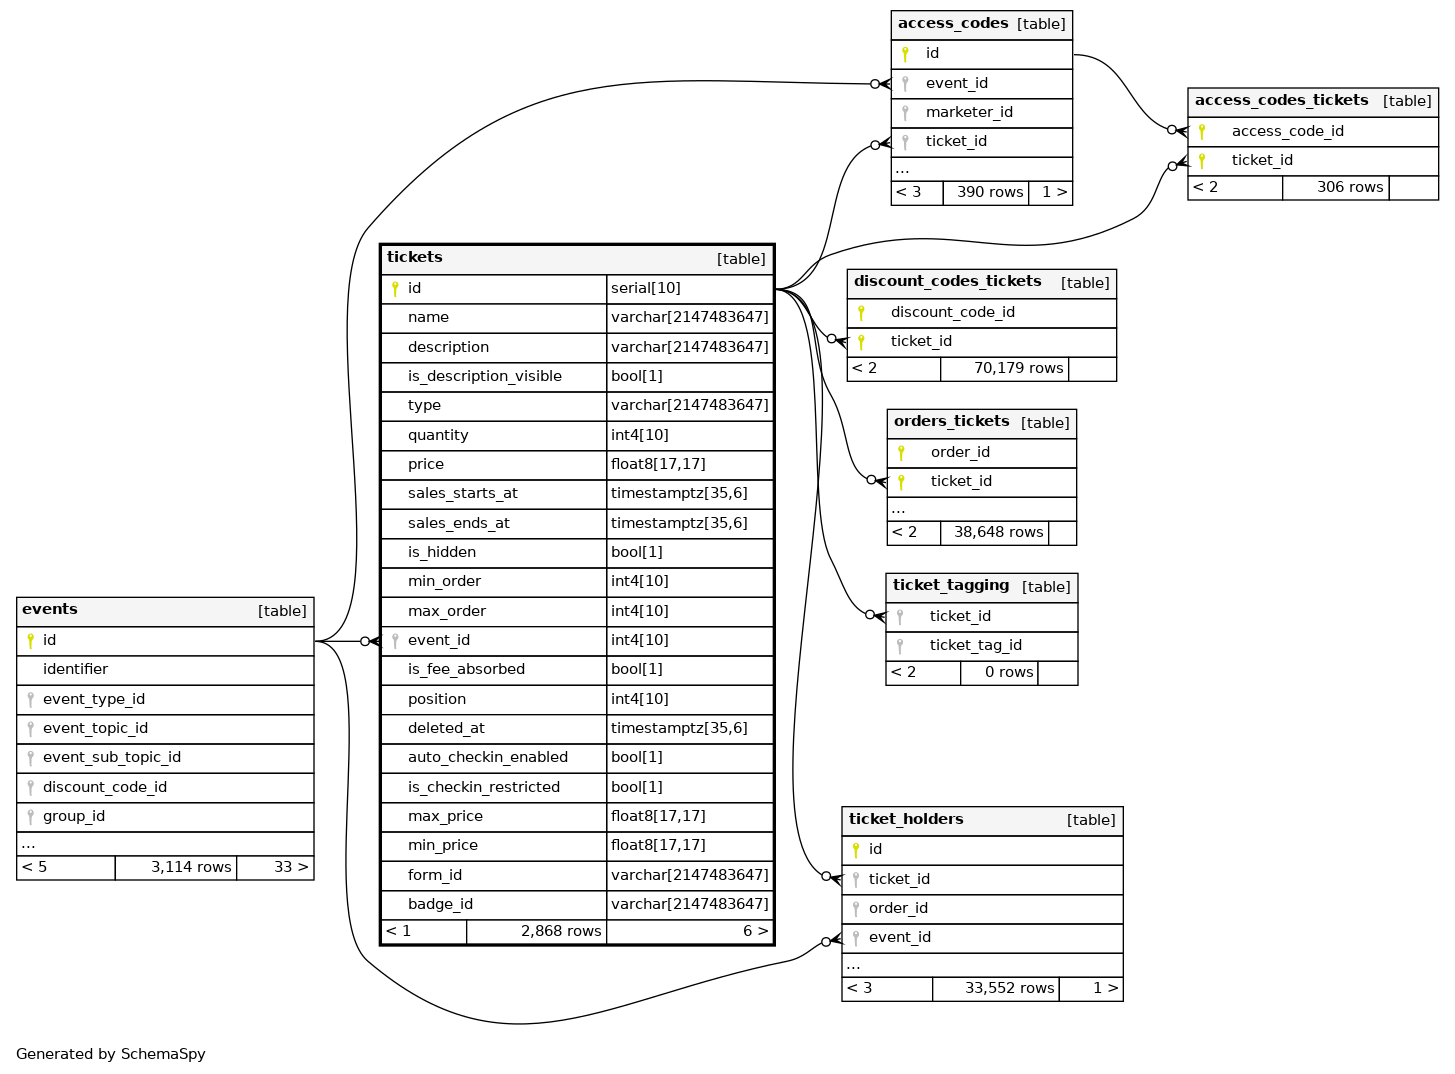 access_codes [table]
id
event_id
marketer_id
ticket_id
...
< 3 390 rows 1 >
access_codes_tickets [table]
access_code_id
ticket_id
< 2 306 rows
tickets [table]
id serial[10]
name varchar[2147483647]
description varchar[2147483647]
is_description_visible bool[1]
type varchar[2147483647]
quantity int4[10]
price float8[17,17]
sales_starts_at timestamptz[35,6]
sales_ends_at timestamptz[35,6]
is_hidden bool[1]
min_order int4[10]
max_order int4[10]
event_id int4[10]
is_fee_absorbed bool[1]
position int4[10]
deleted_at timestamptz[35,6]
auto_checkin_enabled bool[1]
is_checkin_restricted bool[1]
max_price float8[17,17]
min_price float8[17,17]
form_id varchar[2147483647]
badge_id varchar[2147483647]
< 1 2,868 rows 6 >
discount_codes_tickets [table]
discount_code_id
ticket_id
< 2 70,179 rows
orders_tickets [table]
order_id
ticket_id
...
< 2 38,648 rows
ticket_tagging [table]
ticket_id
ticket_tag_id
< 2 0 rows
events [table]
id
identifier
event_type_id
event_topic_id
event_sub_topic_id
discount_code_id
group_id
...
< 5 3,114 rows 33 >
ticket_holders [table]
id
ticket_id
order_id
event_id
...
< 3 33,552 rows 1 >
Generated by SchemaSpy